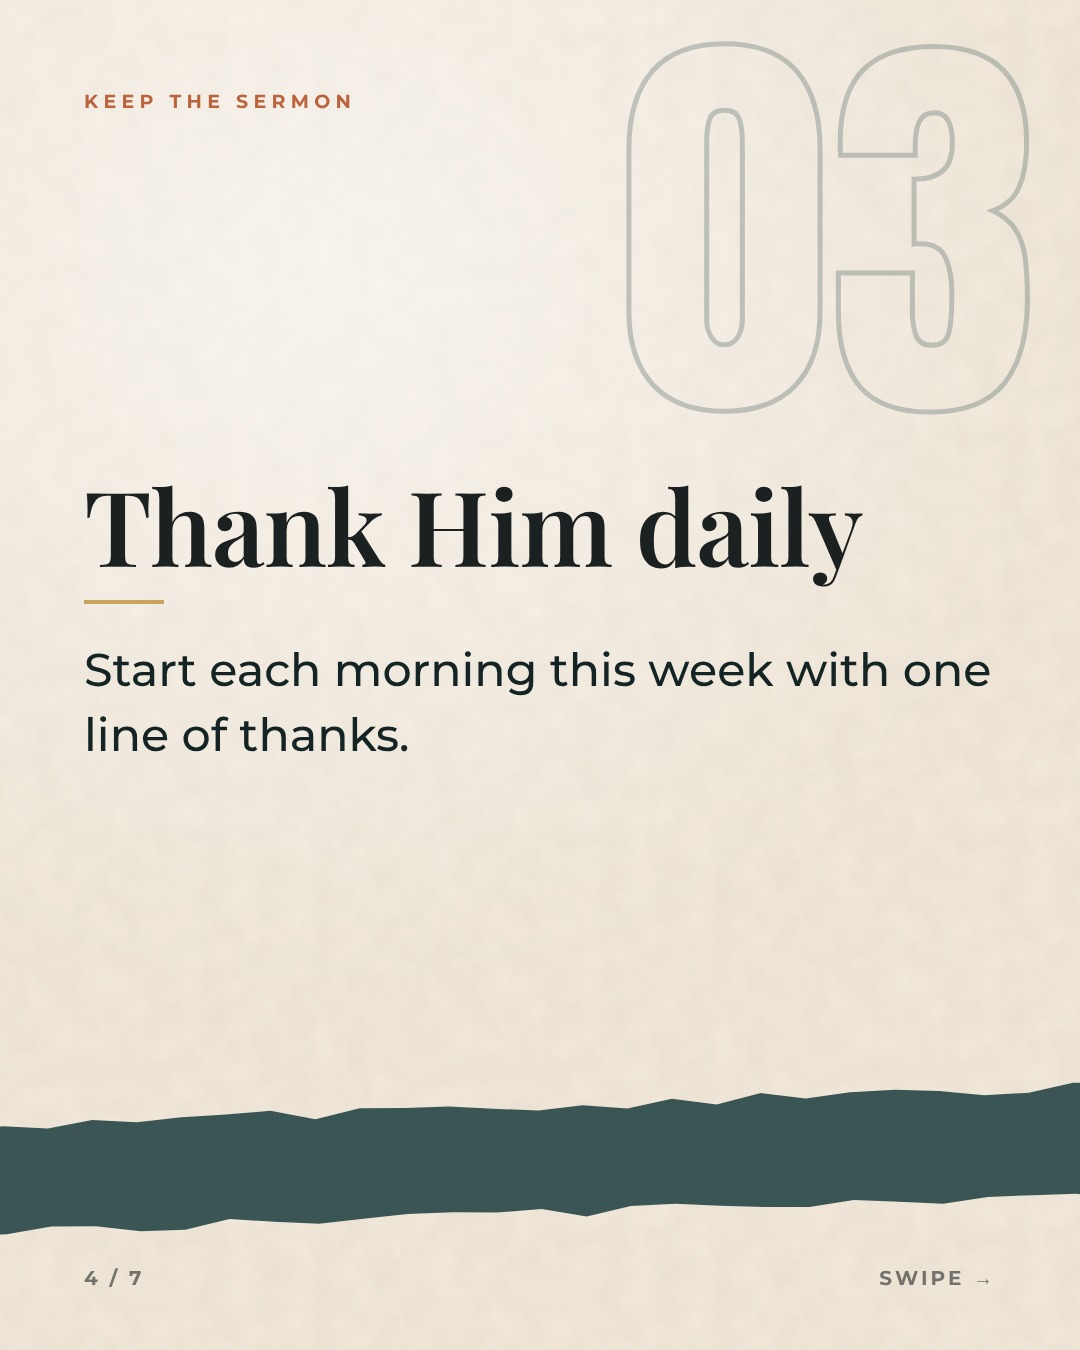 KEEP THE SERMON
03
Thank Him daily
Start each morning this week with one
line of thanks.
4 / 7
SWIPE →